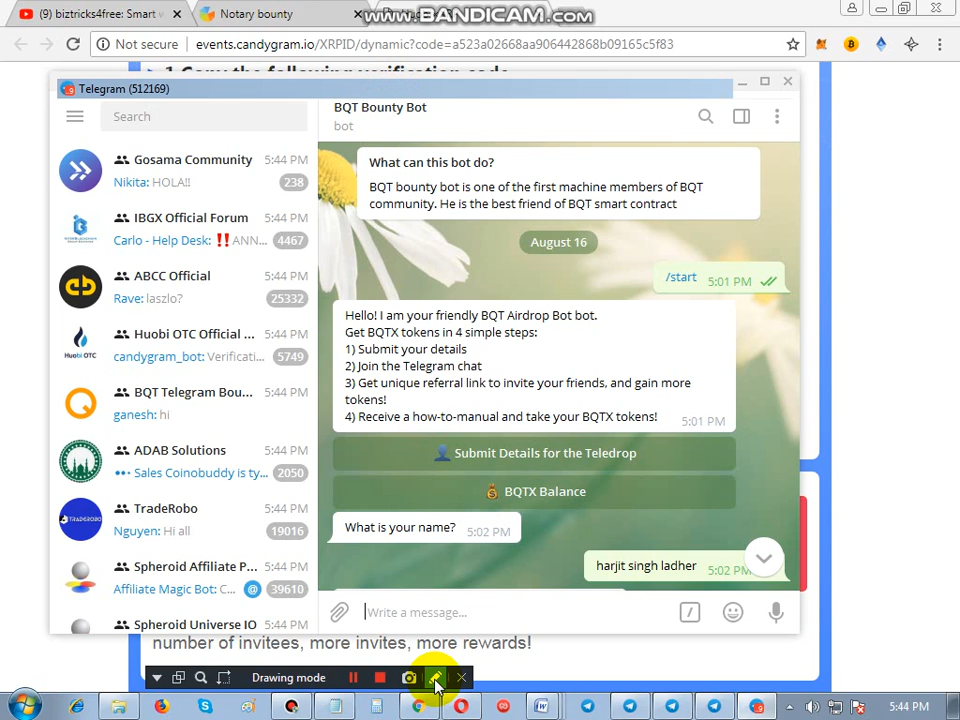 (9) biztricks4free: Smart v
Notary bounty
www.BANDICAM.com
Not secure
events.candygram.io/XRPID/dynamic?code=a523a02668aa906442868b09165c5f83
1 Copy the following verification code
Telegram (512169)
Search
Gosama Community 5:44 PM
Nikita: HOLA!! 238
IBGX Official Forum 5:44 PM
Carlo - Help Desk: ‼️ ANN... 4467
ABCC Official 5:44 PM
Rave: laszlo? 25332
Huobi OTC Official ... 5:44 PM
candygram_bot: Verificati... 5749
BQT Telegram Bou... 5:44 PM
ganesh: hi
ADAB Solutions 5:44 PM
Sales Coinobuddy is ty... 2050
TradeRobo 5:44 PM
Nguyen: Hi all 19016
Spheroid Affiliate P... 5:44 PM
Affiliate Magic Bot: C... @ 39610
Spheroid Universe IO 5:44 PM
BQT Bounty Bot
bot
What can this bot do?
BQT bounty bot is one of the first machine members of BQT
community. He is the best friend of BQT smart contract
August 16
/start 5:01 PM
Hello! I am your friendly BQT Airdrop Bot bot.
Get BQTX tokens in 4 simple steps:
1) Submit your details
2) Join the Telegram chat
3) Get unique referral link to invite your friends, and gain more
tokens!
4) Receive a how-to-manual and take your BQTX tokens! 5:01 PM
Submit Details for the Teledrop
BQTX Balance
What is your name? 5:02 PM
harjit singh ladher 5:02 PM
Write a message...
number of invitees, more invites, more rewards!
Drawing mode
5:44 PM